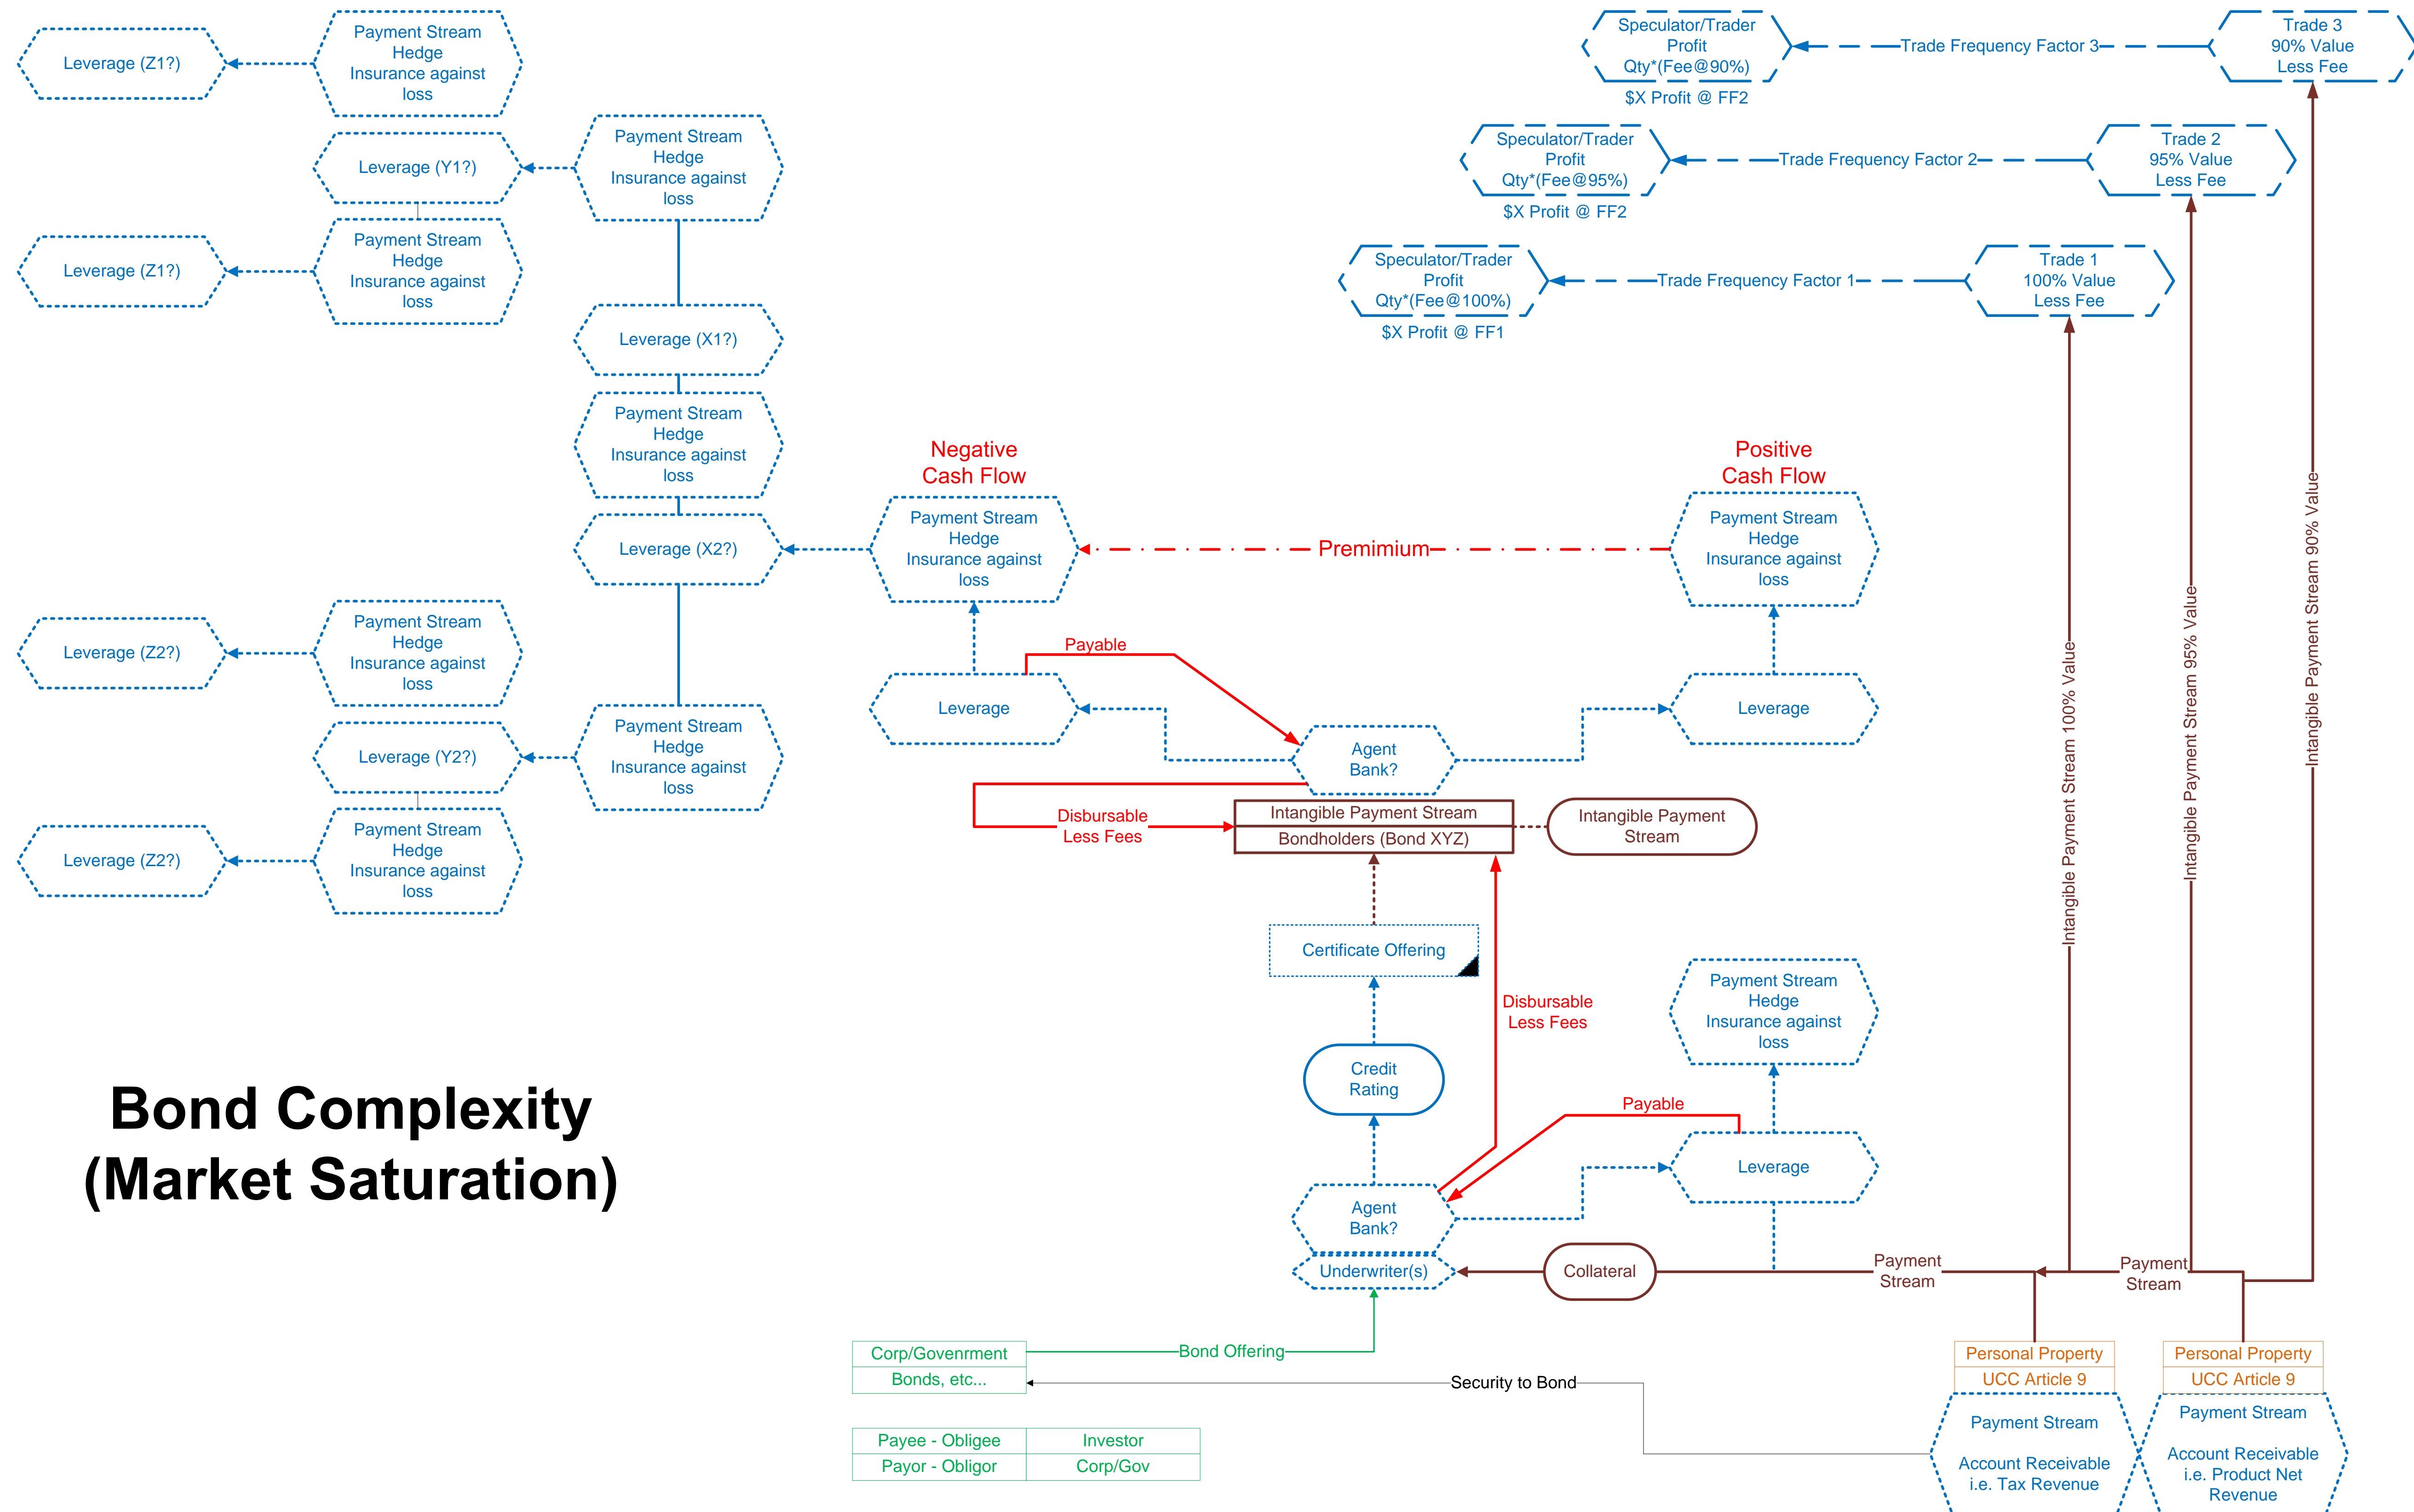 Leverage (Z1?)
Payment Stream
Hedge
Insurance against
loss
Leverage (Y1?)
Payment Stream
Hedge
Insurance against
loss
Leverage (Z1?)
Payment Stream
Hedge
Insurance against
loss
Leverage (X1?)
Payment Stream
Hedge
Insurance against
loss
Leverage (X2?)
Leverage (Z2?)
Payment Stream
Hedge
Insurance against
loss
Leverage (Y2?)
Payment Stream
Hedge
Insurance against
loss
Leverage (Z2?)
Payment Stream
Hedge
Insurance against
loss
Speculator/Trader
Profit
Qty*(Fee@90%)
$X Profit @ FF2
Trade Frequency Factor 3
Trade 3
90% Value
Less Fee
Speculator/Trader
Profit
Qty*(Fee@95%)
$X Profit @ FF2
Trade Frequency Factor 2
Trade 2
95% Value
Less Fee
Speculator/Trader
Profit
Qty*(Fee@100%)
$X Profit @ FF1
Trade Frequency Factor 1
Trade 1
100% Value
Less Fee
Negative
Cash Flow
Payment Stream
Hedge
Insurance against
loss
Premimium
Positive
Cash Flow
Payment Stream
Hedge
Insurance against
loss
Payable
Leverage
Agent
Bank?
Leverage
Disbursable
Less Fees
Intangible Payment Stream
Bondholders (Bond XYZ)
Intangible Payment
Stream
Intangible Payment Stream 100% Value
Intangible Payment Stream 95% Value
Intangible Payment Stream 90% Value
Certificate Offering
Disbursable
Less Fees
Payment Stream
Hedge
Insurance against
loss
Credit
Rating
Payable
Leverage
Agent
Bank?
Underwriter(s)
Collateral
Payment
Stream
Payment
Stream
Bond Complexity
(Market Saturation)
Corp/Govenrment
Bonds, etc...
Bond Offering
Security to Bond
Payee - Obligee
Investor
Payor - Obligor
Corp/Gov
Personal Property
UCC Article 9
Payment Stream
Account Receivable
i.e. Tax Revenue
Personal Property
UCC Article 9
Payment Stream
Account Receivable
i.e. Product Net
Revenue